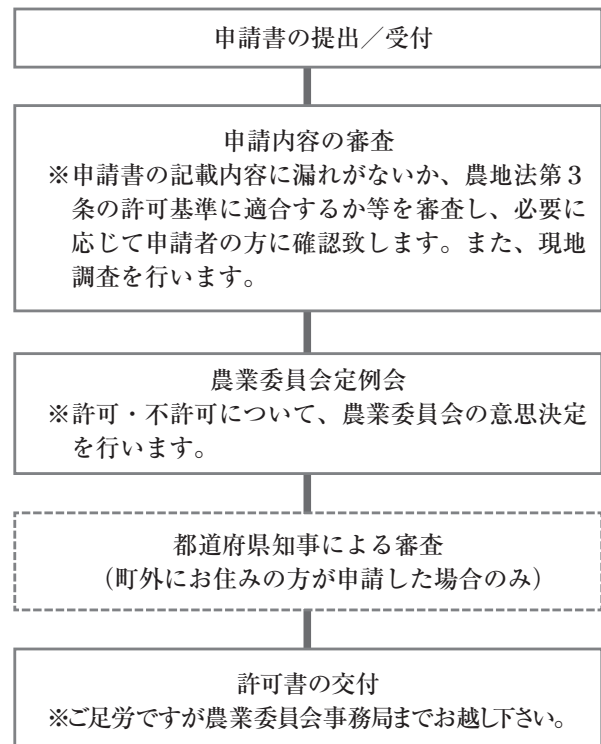 申請書の提出／受付
申請内容の審査
※申請書の記載内容に漏れがないか、農地法第３
条の許可基準に適合するか等を審査し、必要に
応じて申請者の方に確認致します。また、現地
調査を行います。
農業委員会定例会
※許可・不許可について、農業委員会の意思決定
を行います。
都道府県知事による審査
（町外にお住みの方が申請した場合のみ）
許可書の交付
※ご足労ですが農業委員会事務局までお越し下さい。